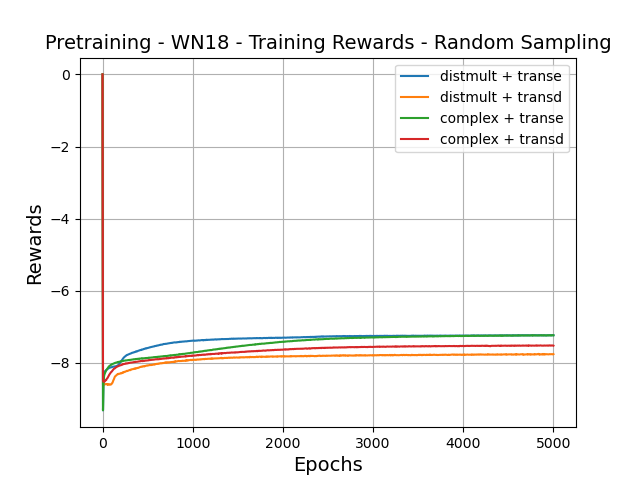 Pretraining - WN18 - Training Rewards - Random Sampling
distmult + transe
distmult + transd
complex + transe
complex + transd
Rewards
0
−2
−4
−6
−8
0 1000 2000 3000 4000 5000
Epochs